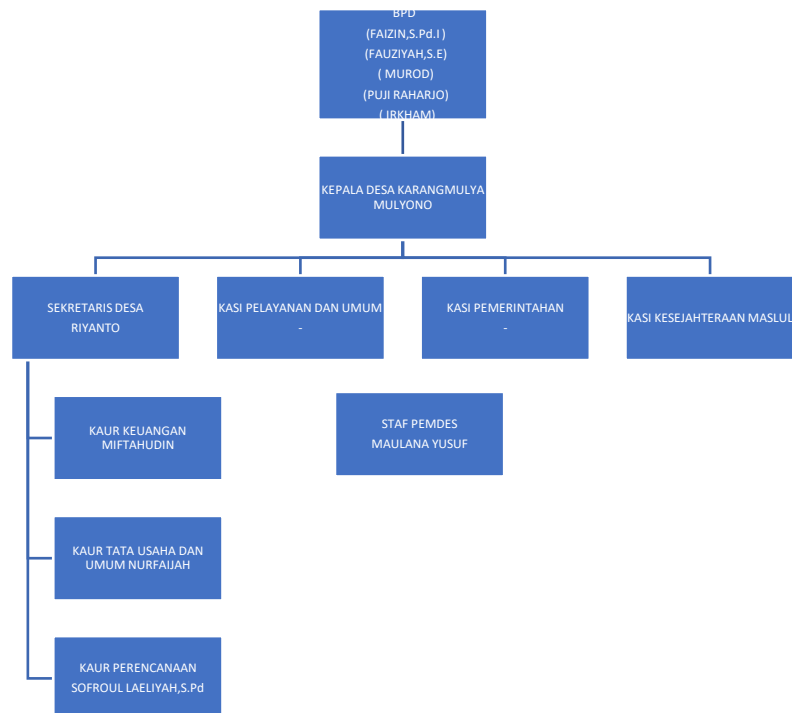 BPD
(FAIZIN,S.Pd.I )
(FAUZIYAH,S.E)
( MUROD)
(PUJI RAHARJO)
( IRKHAM)
KEPALA DESA KARANGMULYA
MULYONO
SEKRETARIS DESA
RIYANTO
KASI PELAYANAN DAN UMUM
-
KASI PEMERINTAHAN
-
KASI KESEJAHTERAAN MASLUL
KAUR KEUANGAN
MIFTAHUDIN
STAF PEMDES
MAULANA YUSUF
KAUR TATA USAHA DAN
UMUM NURFAIJAH
KAUR PERENCANAAN
SOFROUL LAELIYAH,S.Pd